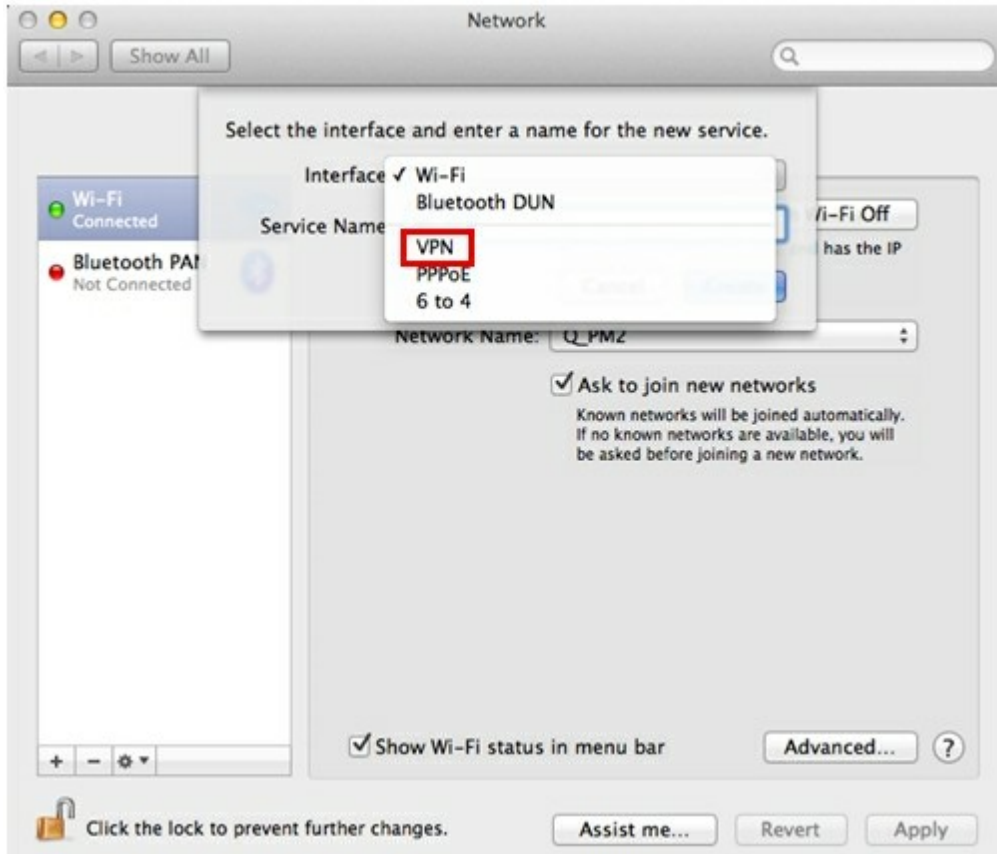 Network
Show All
Select the interface and enter a name for the new service.
Interface ✓ Wi-Fi
Bluetooth DUN
Service Name
VPN
PPPoE
6 to 4
Wi-Fi
Connected
Bluetooth PAN
Not Connected
Wi-Fi Off
has the IP
Cancel
Create
Network Name: Q_PM2
Ask to join new networks
Known networks will be joined automatically.
If no known networks are available, you will
be asked before joining a new network.
Show Wi-Fi status in menu bar
Advanced...
?
+ -
Click the lock to prevent further changes.
Assist me...
Revert
Apply